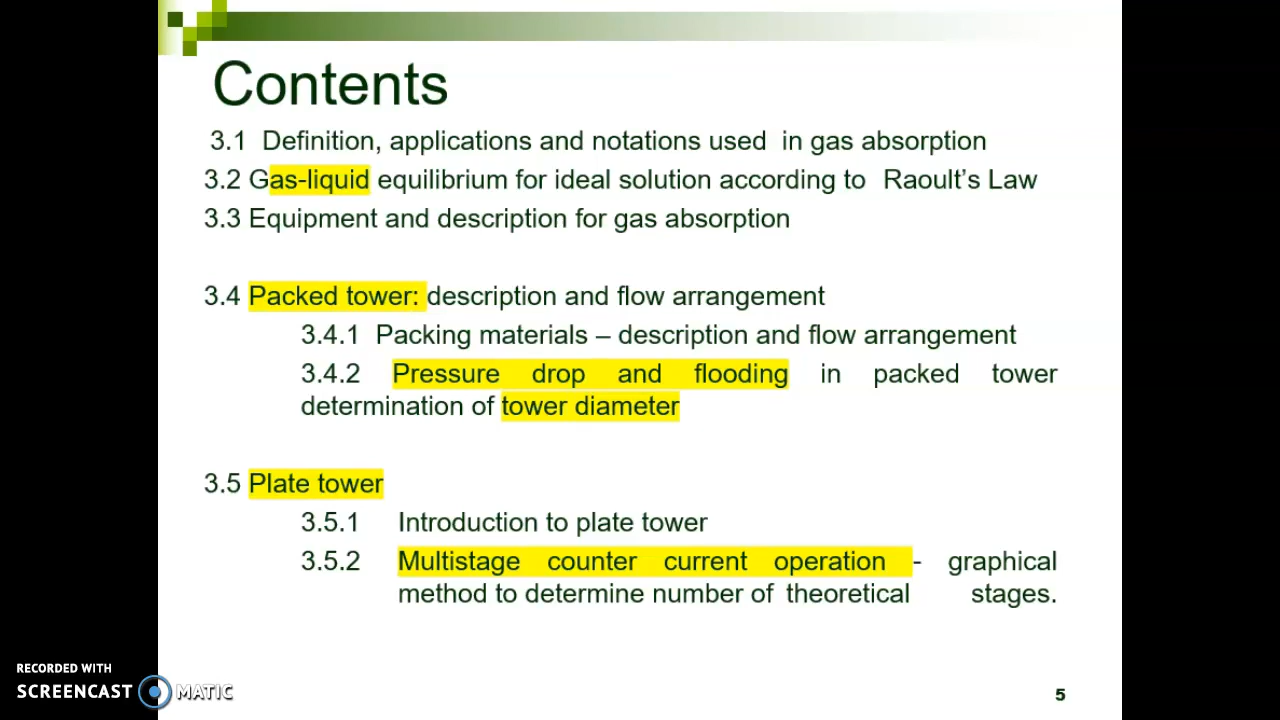 Contents
3.1 Definition, applications and notations used in gas absorption
3.2 Gas-liquid equilibrium for ideal solution according to Raoult's Law
3.3 Equipment and description for gas absorption
3.4 Packed tower: description and flow arrangement
3.4.1 Packing materials – description and flow arrangement
3.4.2 Pressure drop and flooding in packed tower
determination of tower diameter
3.5 Plate tower
3.5.1 Introduction to plate tower
3.5.2 Multistage counter current operation - graphical
method to determine number of theoretical stages.
RECORDED WITH
SCREENCAST MATIC
5